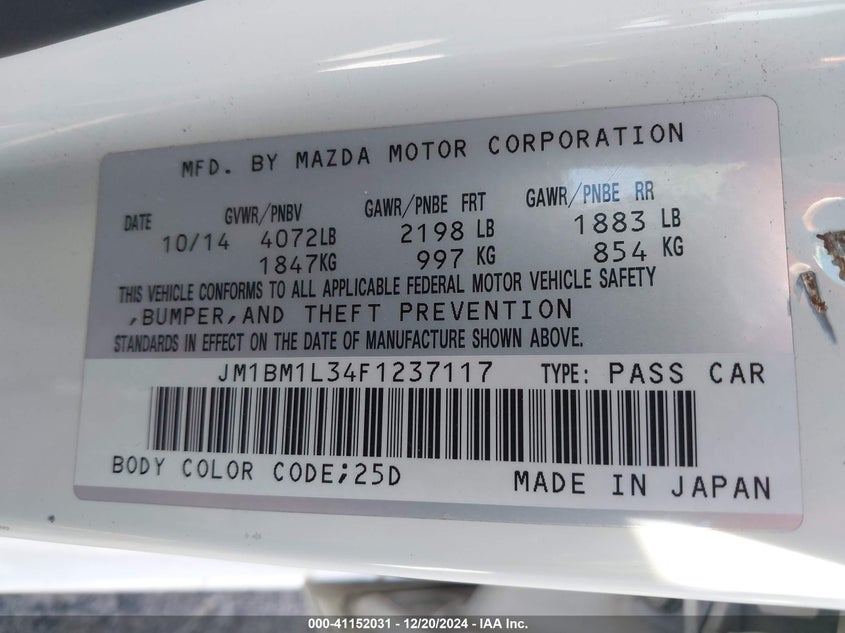 MFD. BY MAZDA MOTOR CORPORATION
DATE GVWR/PNBV GAWR/PNBE FRT GAWR/PNBE RR
10/14 4072LB 2198 LB 1883 LB
1847KG 997 KG 854 KG
THIS VEHICLE CONFORMS TO ALL APPLICABLE FEDERAL MOTOR VEHICLE SAFETY
,BUMPER,AND THEFT PREVENTION
STANDARDS IN EFFECT ON THE DATE OF MANUFACTURE SHOWN ABOVE.
JM1BM1L34F1237117 TYPE: PASS CAR
BODY COLOR CODE;25D MADE IN JAPAN
000-41152031 - 12/20/2024 - IAA Inc.